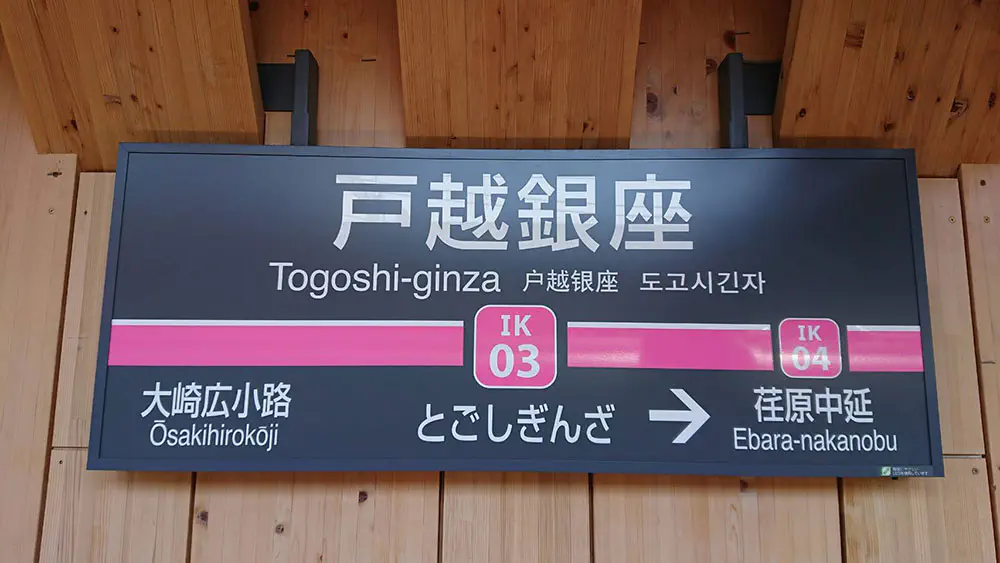 戸越銀座
Togoshi-ginza 户越银座 도고시긴자
IK
03
IK
04
大崎広小路
Ōsakihirokōji
とごしぎんざ
荏原中延
Ebara-nakanobu